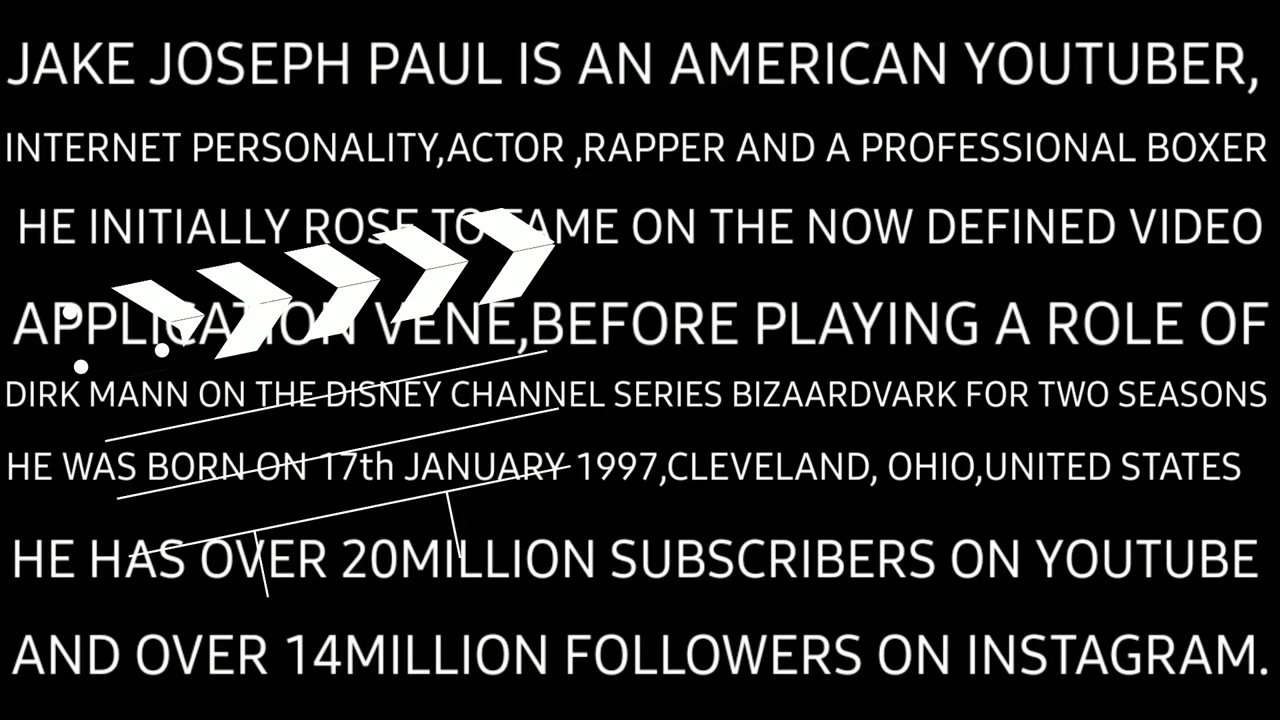 JAKE JOSEPH PAUL IS AN AMERICAN YOUTUBER,
INTERNET PERSONALITY,ACTOR ,RAPPER AND A PROFESSIONAL BOXER
HE INITIALLY ROSE TO FAME ON THE NOW DEFINED VIDEO
APPLICATION VENE,BEFORE PLAYING A ROLE OF
DIRK MANN ON THE DISNEY CHANNEL SERIES BIZAARDVARK FOR TWO SEASONS
HE WAS BORN ON 17th JANUARY 1997,CLEVELAND, OHIO,UNITED STATES
HE HAS OVER 20MILLION SUBSCRIBERS ON YOUTUBE
AND OVER 14MILLION FOLLOWERS ON INSTAGRAM.